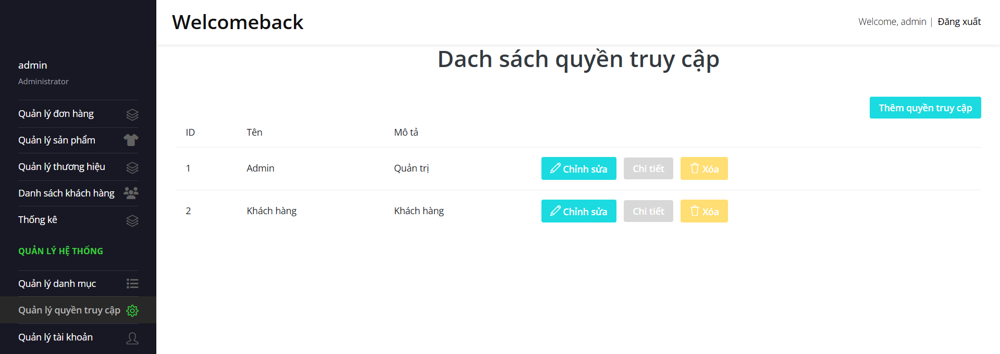 Welcomeback
Welcome, admin | Đăng xuất
admin
Administrator
Quản lý đơn hàng
Quản lý sản phẩm
Quản lý thương hiệu
Danh sách khách hàng
Thống kê
QUẢN LÝ HỆ THỐNG
Quản lý danh mục
Quản lý quyền truy cập
Quản lý tài khoản
Dach sách quyền truy cập
Thêm quyền truy cập
ID Tên Mô tả
1 Admin Quản trị Chỉnh sửa Chi tiết Xóa
2 Khách hàng Khách hàng Chỉnh sửa Chi tiết Xóa